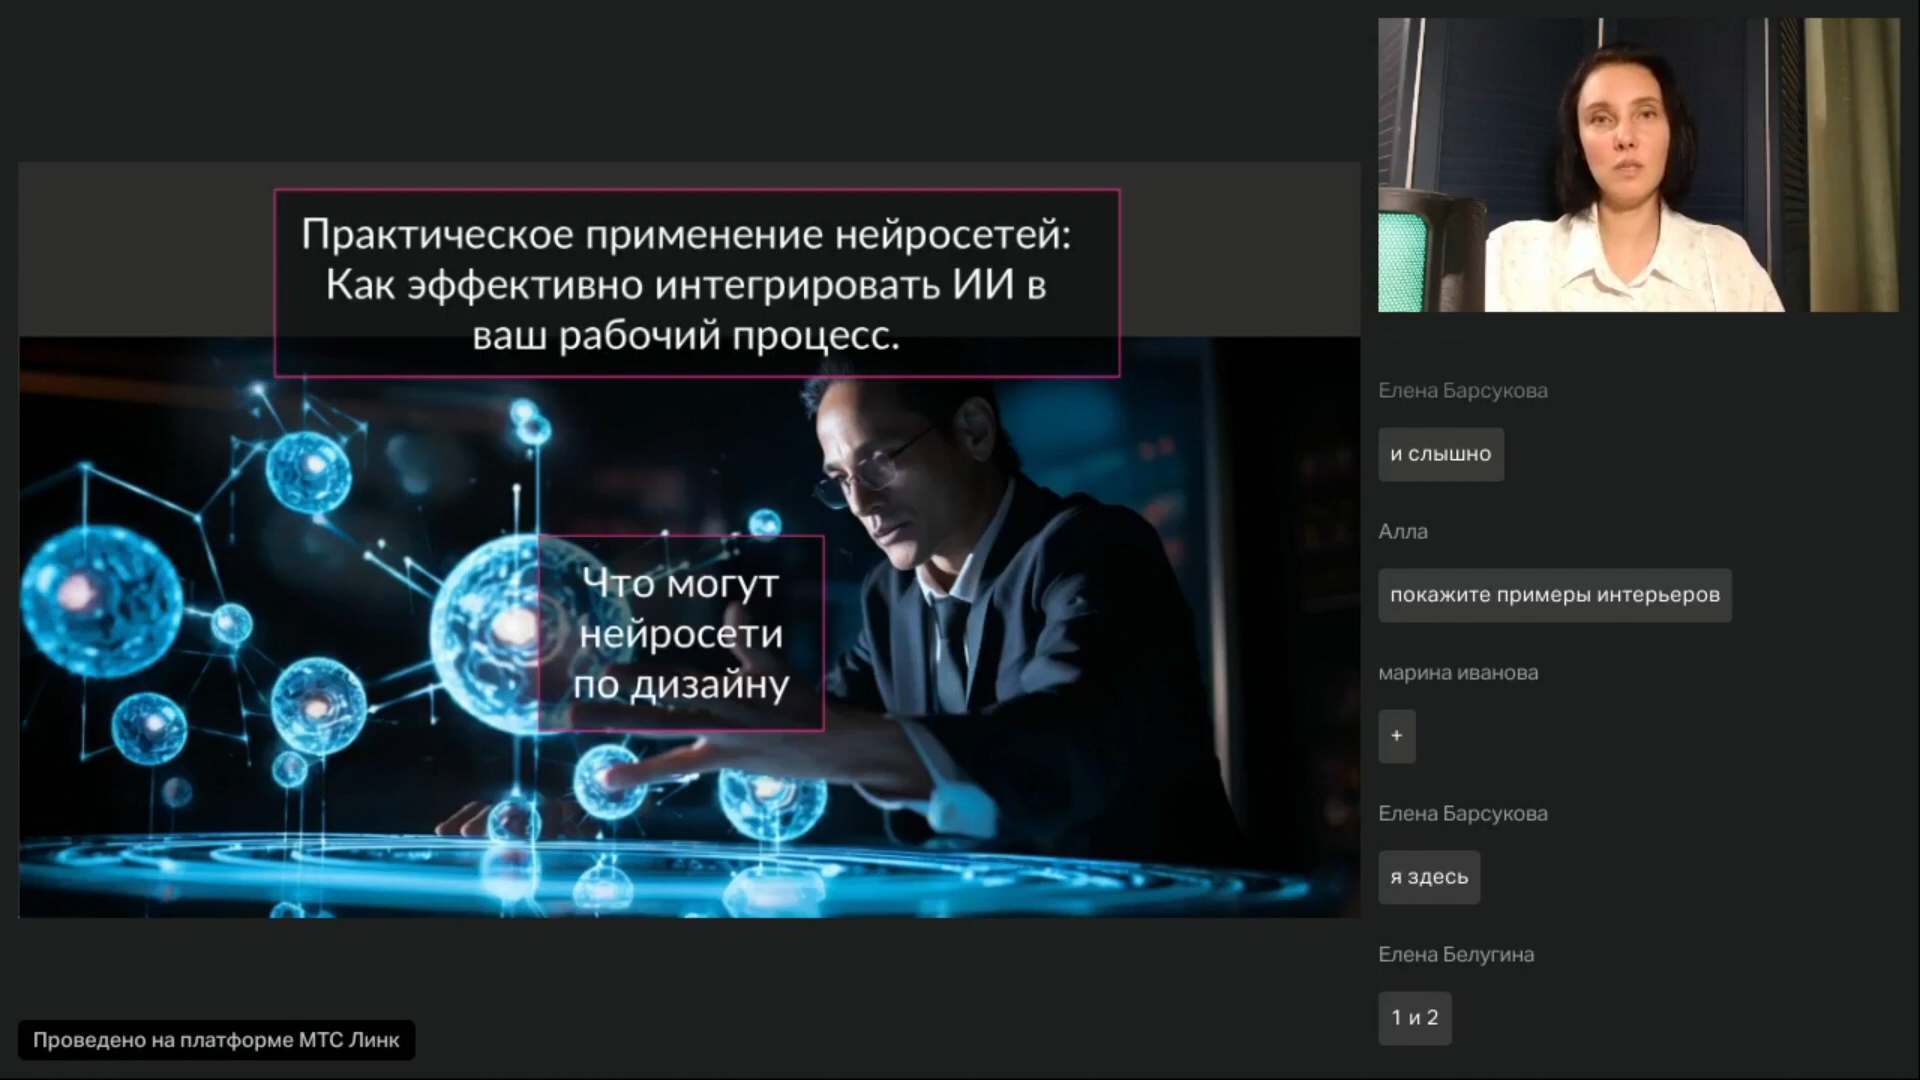 Практическое применение нейросетей:
Как эффективно интегрировать ИИ в
ваш рабочий процесс.
Что могут
нейросети
по дизайну
Проведено на платформе МТС Линк
Елена Барсукова
и слышно
Алла
покажите примеры интерьеров
марина иванова
+
Елена Барсукова
я здесь
Елена Белугина
1 и 2